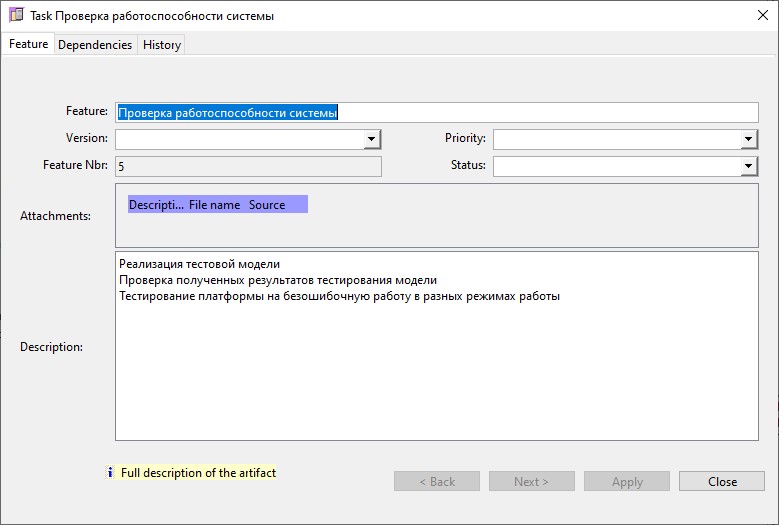 Task Проверка работоспособности системы
Feature Dependencies History
Feature: Проверка работоспособности системы
Version: Priority:
Feature Nbr: 5 Status:
Attachments: Descripti... File name Source
Реализация тестовой модели
Проверка полученных результатов тестирования модели
Тестирование платформы на безошибочную работу в разных режимах работы
Description:
Full description of the artifact
< Back Next > Apply Close